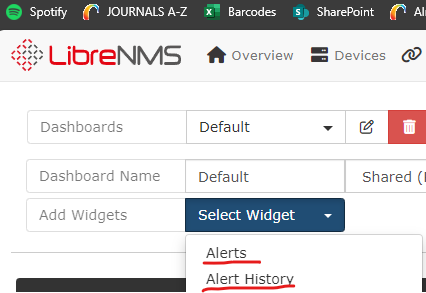 Spotify JOURNALS A-Z Barcodes SharePoint
LibreNMS Overview Devices
Dashboards Default
Dashboard Name Default Shared
Add Widgets Select Widget
Alerts
Alert History